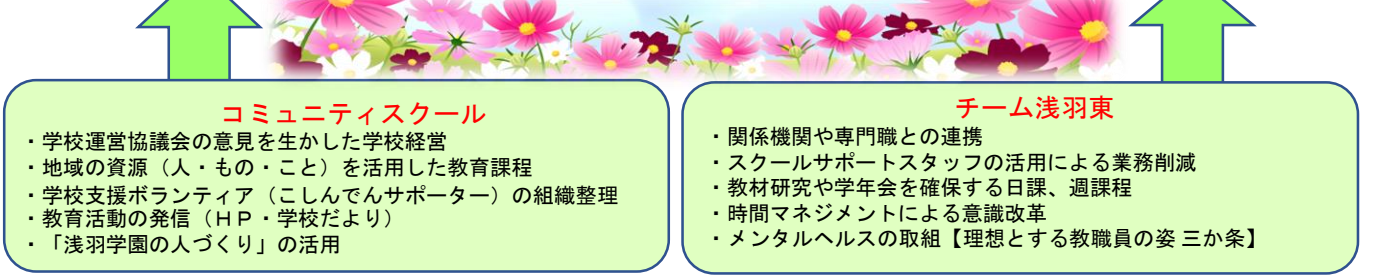 コミュニティスクール
・学校運営協議会の意見を生かした学校経営
・地域の資源（人・もの・こと）を活用した教育課程
・学校支援ボランティア（こしんでんサポーター）の組織整理
・教育活動の発信（ＨＰ・学校だより）
・「浅羽学園の人づくり」の活用
チーム浅羽東
・関係機関や専門職との連携
・スクールサポートスタッフの活用による業務削減
・教材研究や学年会を確保する日課、週課程
・時間マネジメントによる意識改革
・メンタルヘルスの取組【理想とする教職員の姿 三か条】